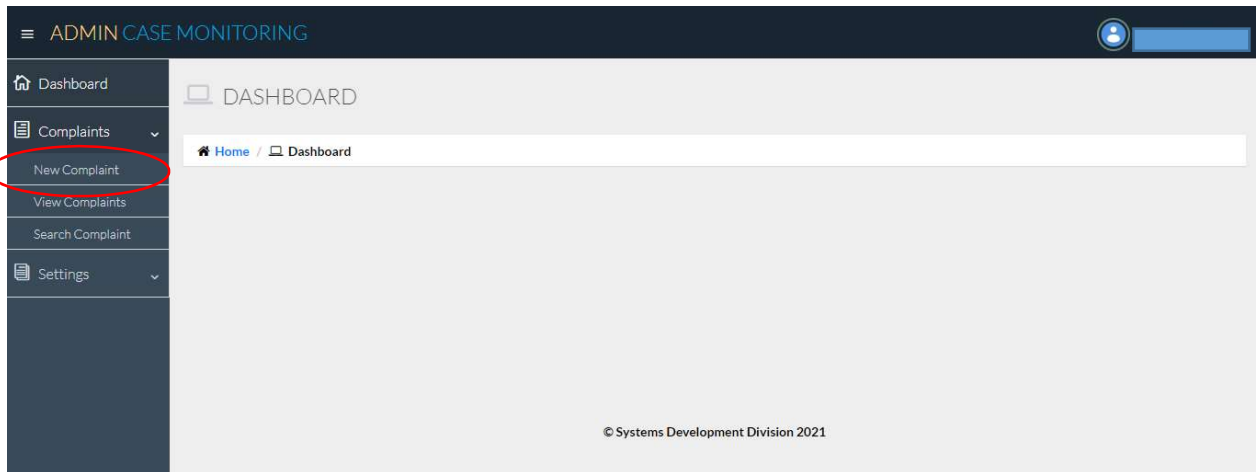 ADMIN CASE MONITORING
Dashboard
DASHBOARD
Complaints
Home / Dashboard
New Complaint
View Complaints
Search Complaint
Settings
© Systems Development Division 2021